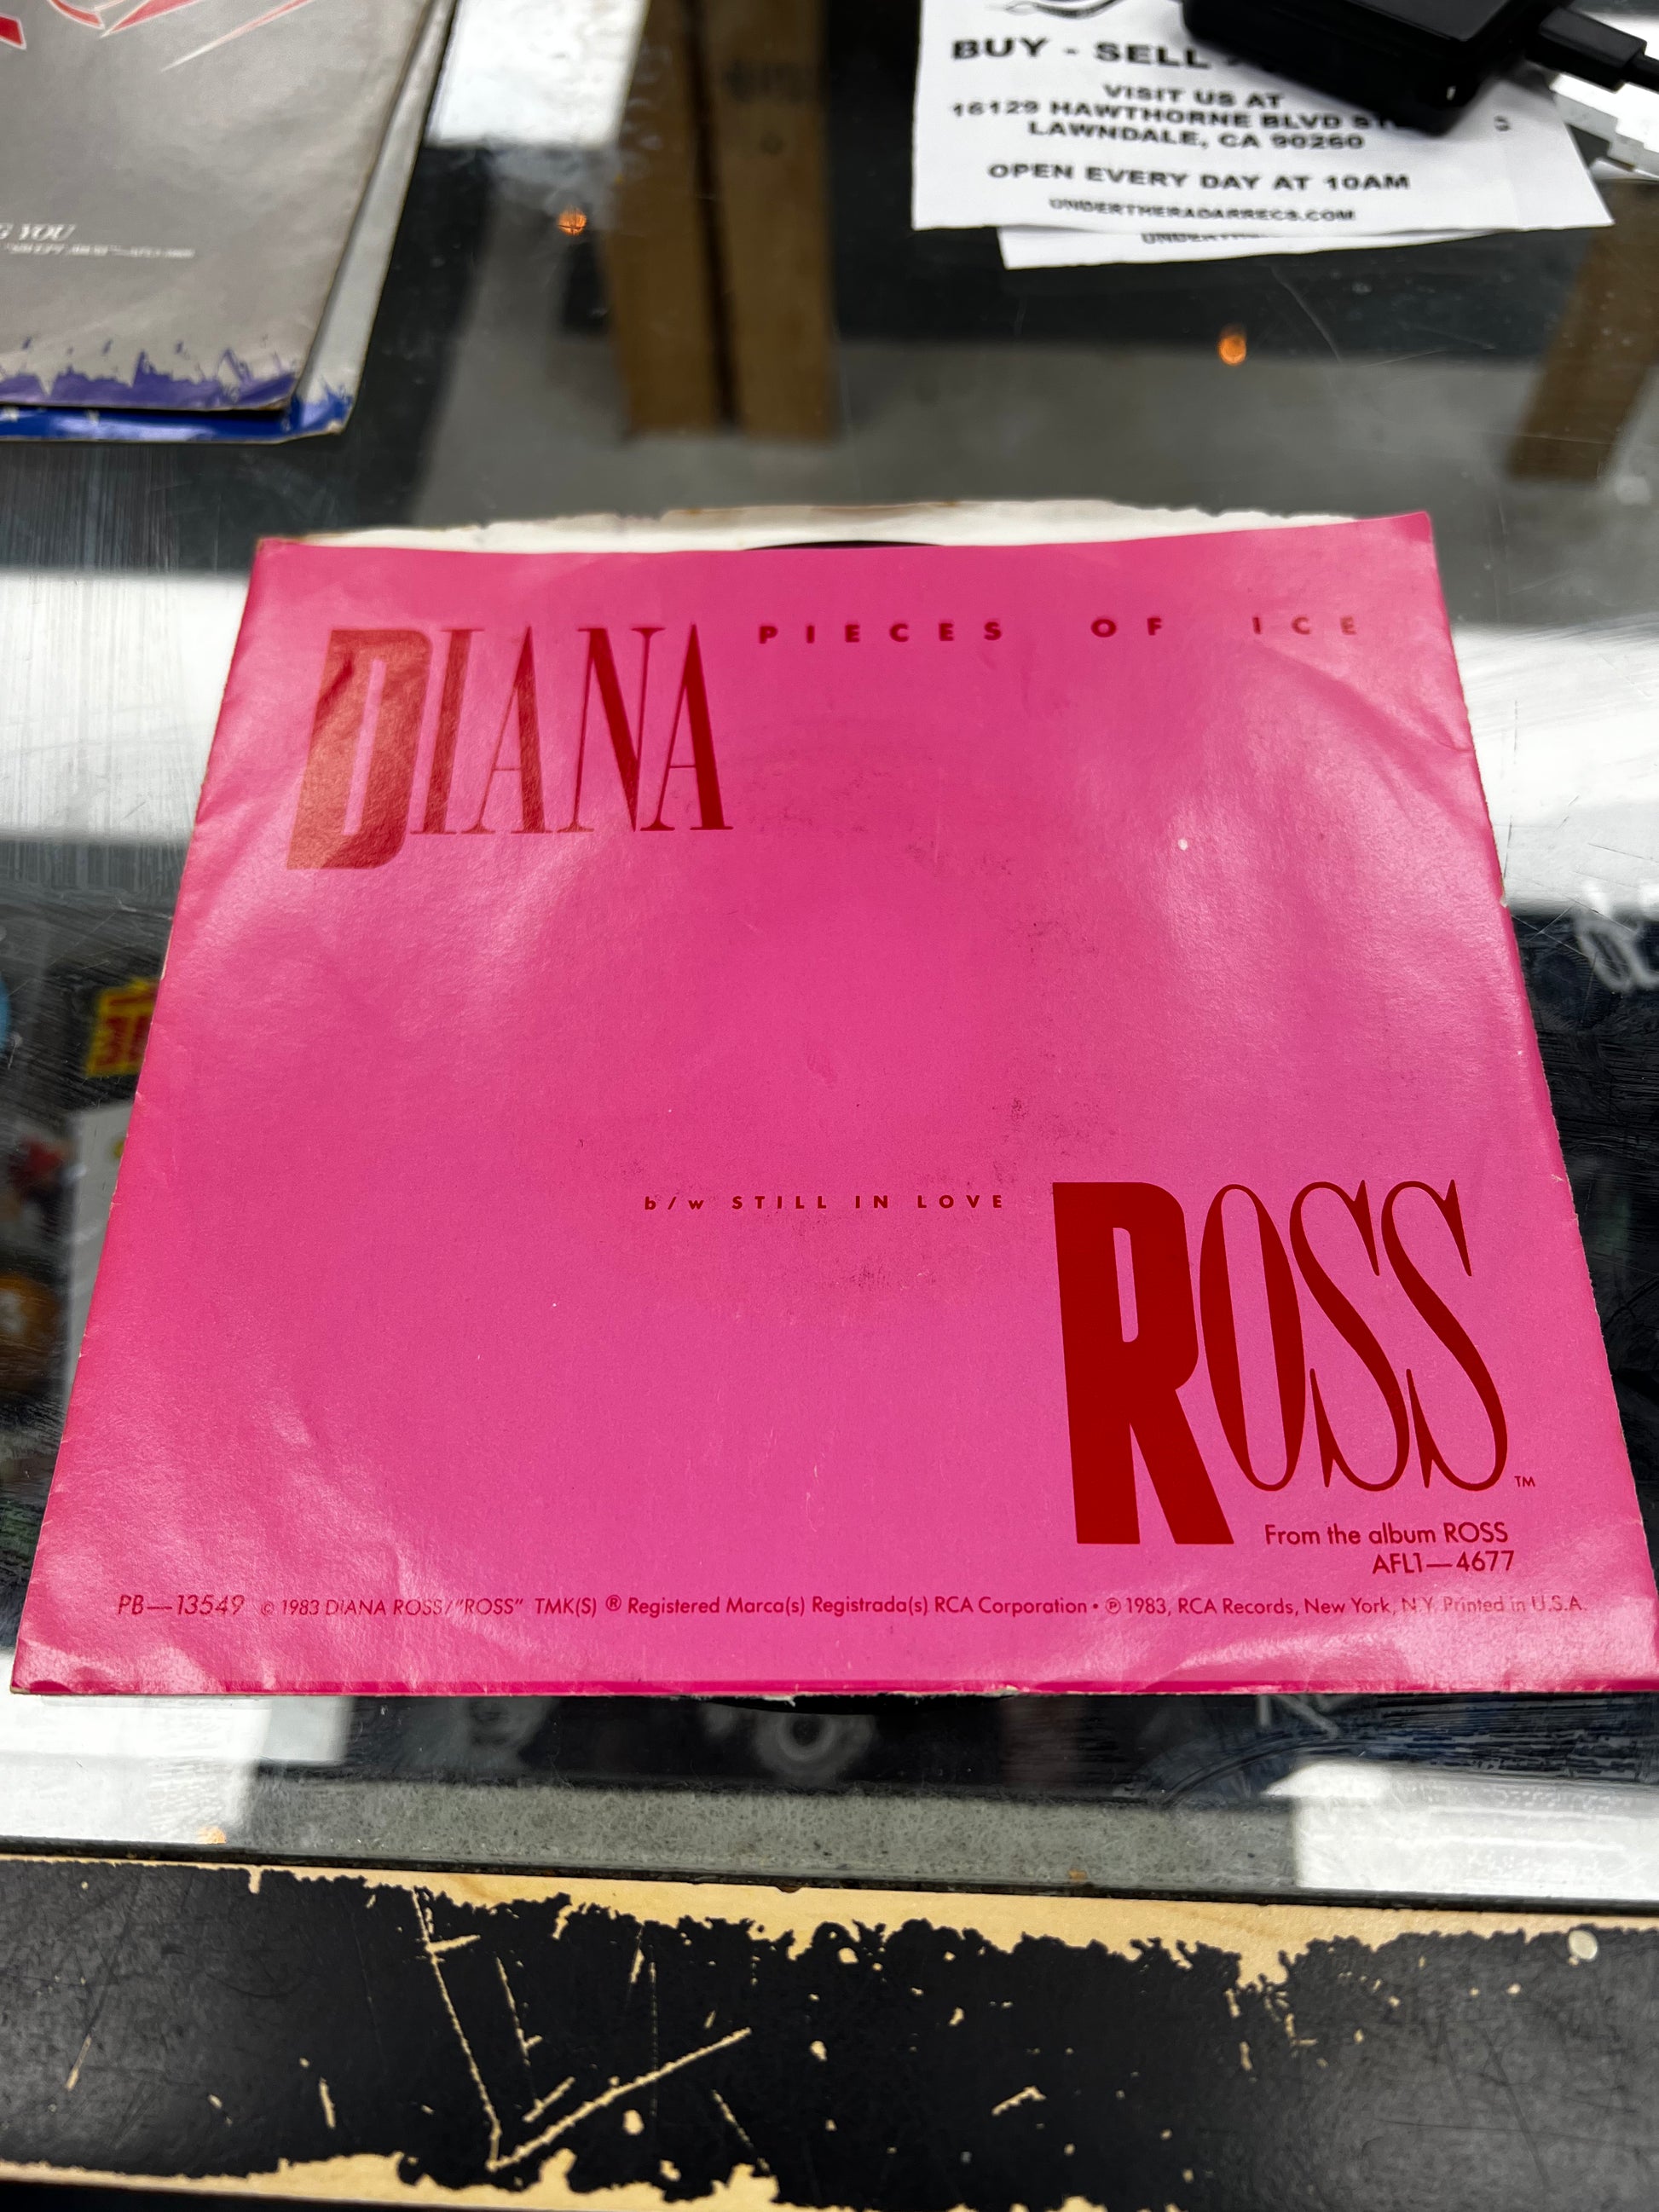 BUY - SELL
VISIT US AT
16129 HAWTHORNE BLVD
LAWNDALE, CA 90260
OPEN EVERY DAY AT 10AM
UNDERTHERADARRECS.COM
YOU
DIANA
PIECES OF ICE
b/w STILL IN LOVE
ROSS™
From the album ROSS
AFL1—4677
PB—13549 © 1983 DIANA ROSS/"ROSS" TMK(S) ® Registered Marca(s) Registrada(s) RCA Corporation • ℗ 1983, RCA Records, New York, N.Y. Printed in U.S.A.